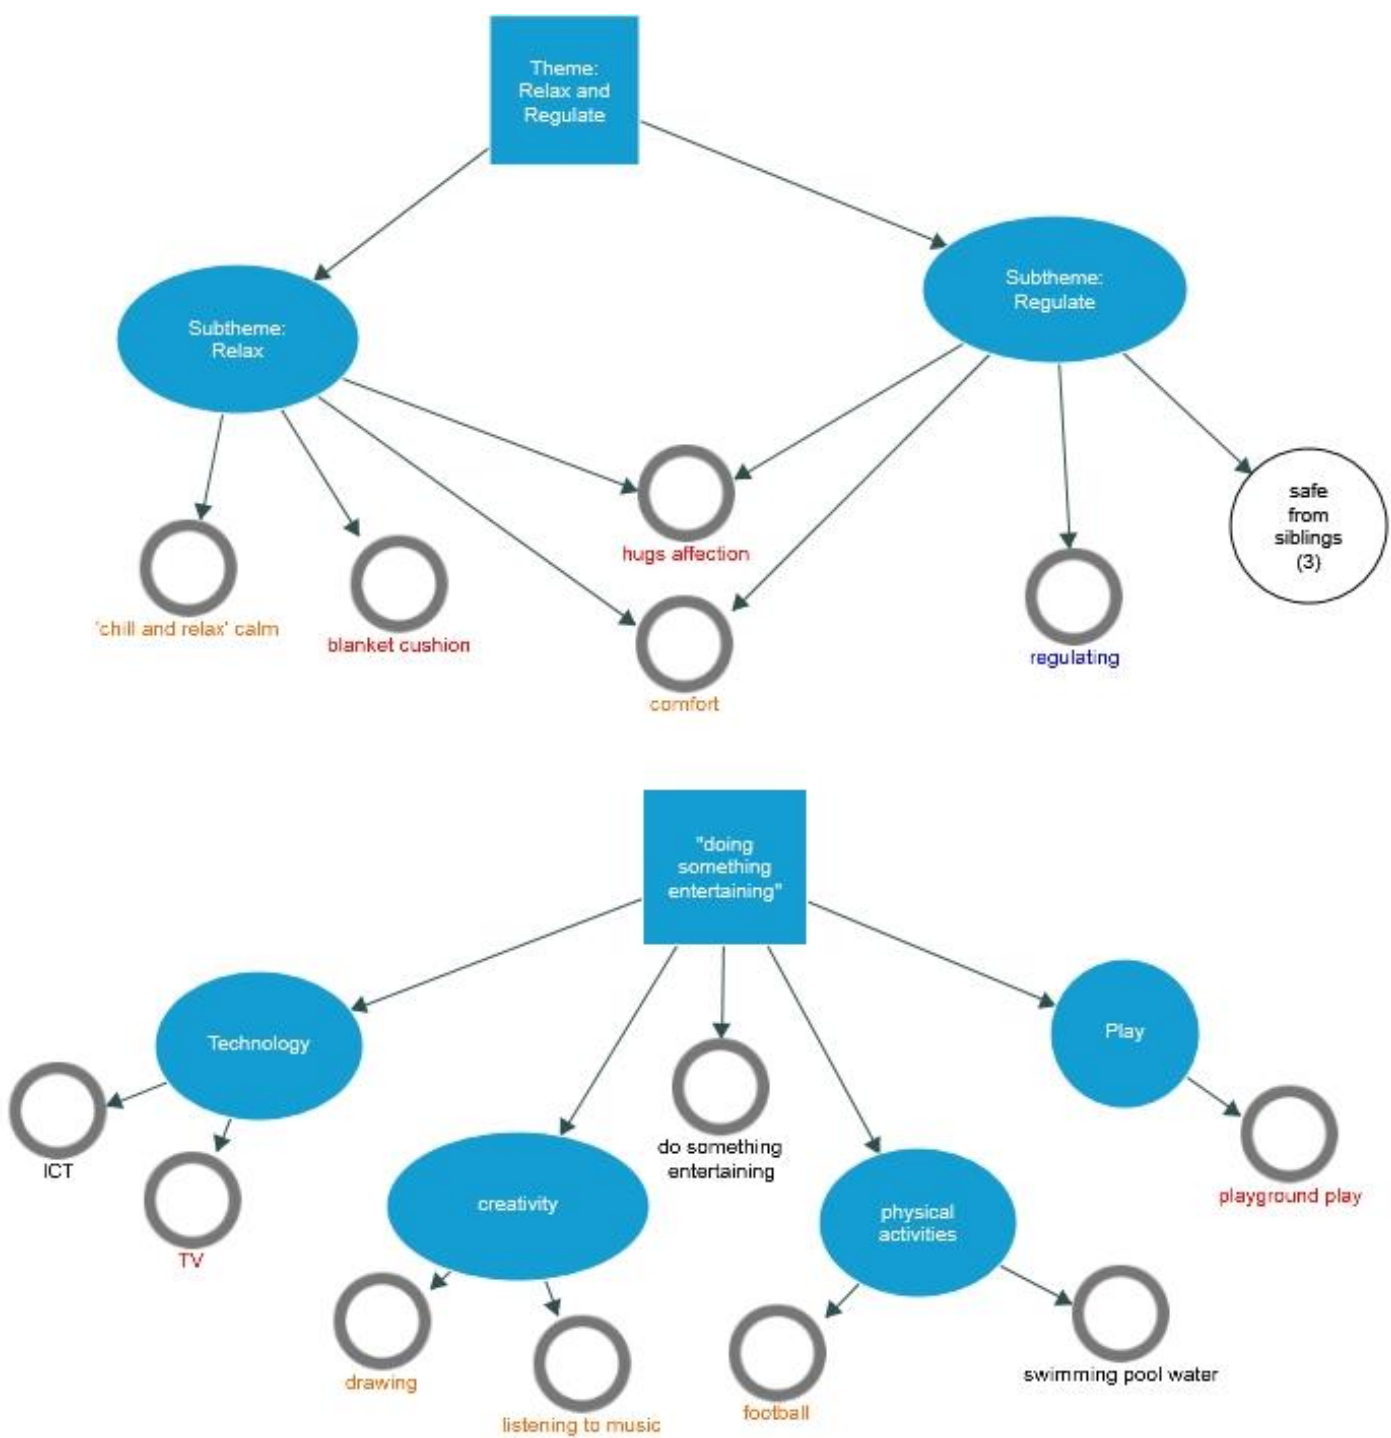 Theme:
Relax and
Regulate
Subtheme:
Regulate
Subtheme:
Relax
safe
from
siblings
(3)
hugs affection
'chill and relax' calm
blanket cushion
regulating
comfort
"doing
something
entertaining"
Technology
Play
do something
entertaining
ICT
creativity
physical
activities
playground play
TV
drawing
swimming pool water
football
listening to music